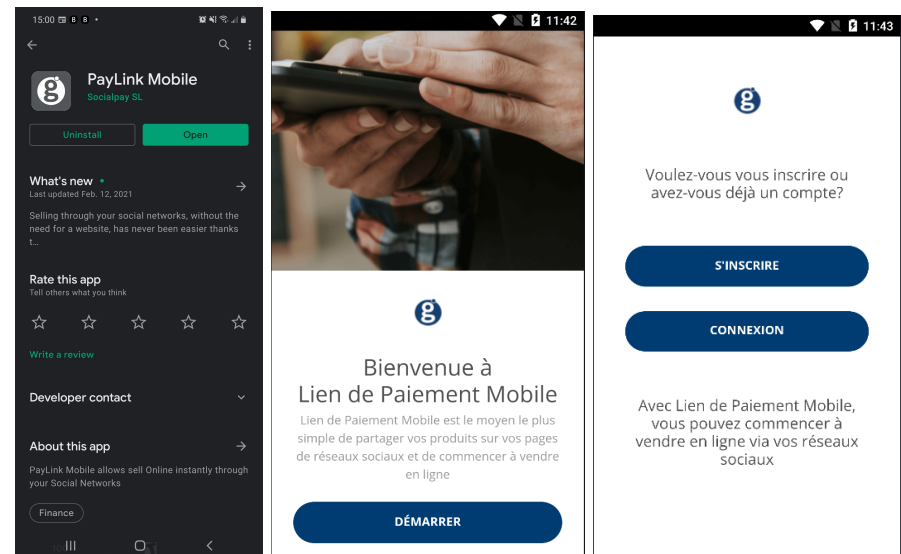 15:00 B B •
PayLink Mobile
Socialpay SL
Uninstall
Open
What's new •
Last updated Feb. 12, 2021
Selling through your social networks, without the
need for a website, has never been easier thanks
t...
Rate this app
Tell others what you think
Write a review
Developer contact
About this app
PayLink Mobile allows sell Online instantly through
your Social Networks
Finance
11:42
g
Bienvenue à
Lien de Paiement Mobile
Lien de Paiement Mobile est le moyen le plus
simple de partager vos produits sur vos pages
de réseaux sociaux et de commencer à vendre
en ligne
DÉMARRER
11:43
g
Voulez-vous vous inscrire ou
avez-vous déjà un compte?
S'INSCRIRE
CONNEXION
Avec Lien de Paiement Mobile,
vous pouvez commencer à
vendre en ligne via vos réseaux
sociaux